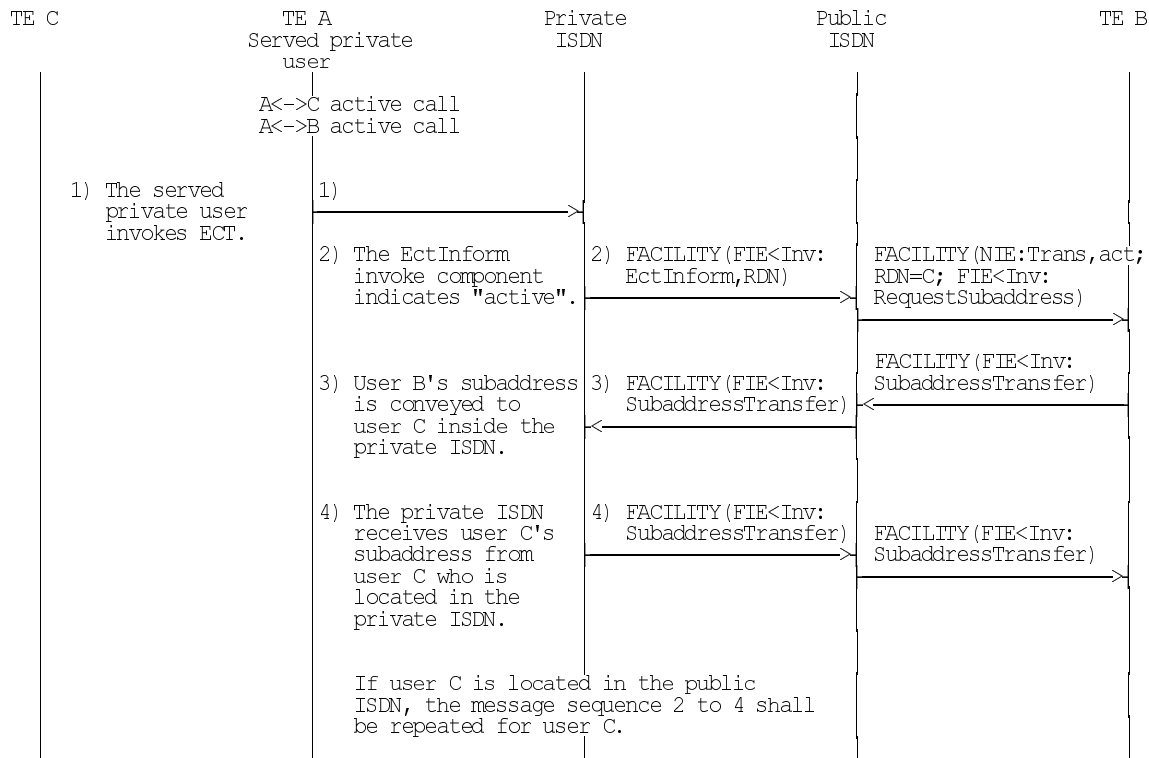 TE C
TE A
Served private
user
Private
ISDN
Public
ISDN
TE B
A<->C active call
A<->B active call
1) The served
private user
invokes ECT.
1)
2) The EctInform
invoke component
indicates "active".
2) FACILITY(FIE<Inv:
EctInform,RDN)
FACILITY(NIE:Trans,act;
RDN=C; FIE<Inv:
RequestSubaddress)
3) User B's subaddress
is conveyed to
user C inside the
private ISDN.
3) FACILITY(FIE<Inv:
SubaddressTransfer)
FACILITY(FIE<Inv:
SubaddressTransfer)
4) The private ISDN
receives user C's
subaddress from
user C who is
located in the
private ISDN.
4) FACILITY(FIE<Inv:
SubaddressTransfer)
FACILITY(FIE<Inv:
SubaddressTransfer)
If user C is located in the public
ISDN, the message sequence 2 to 4 shall
be repeated for user C.